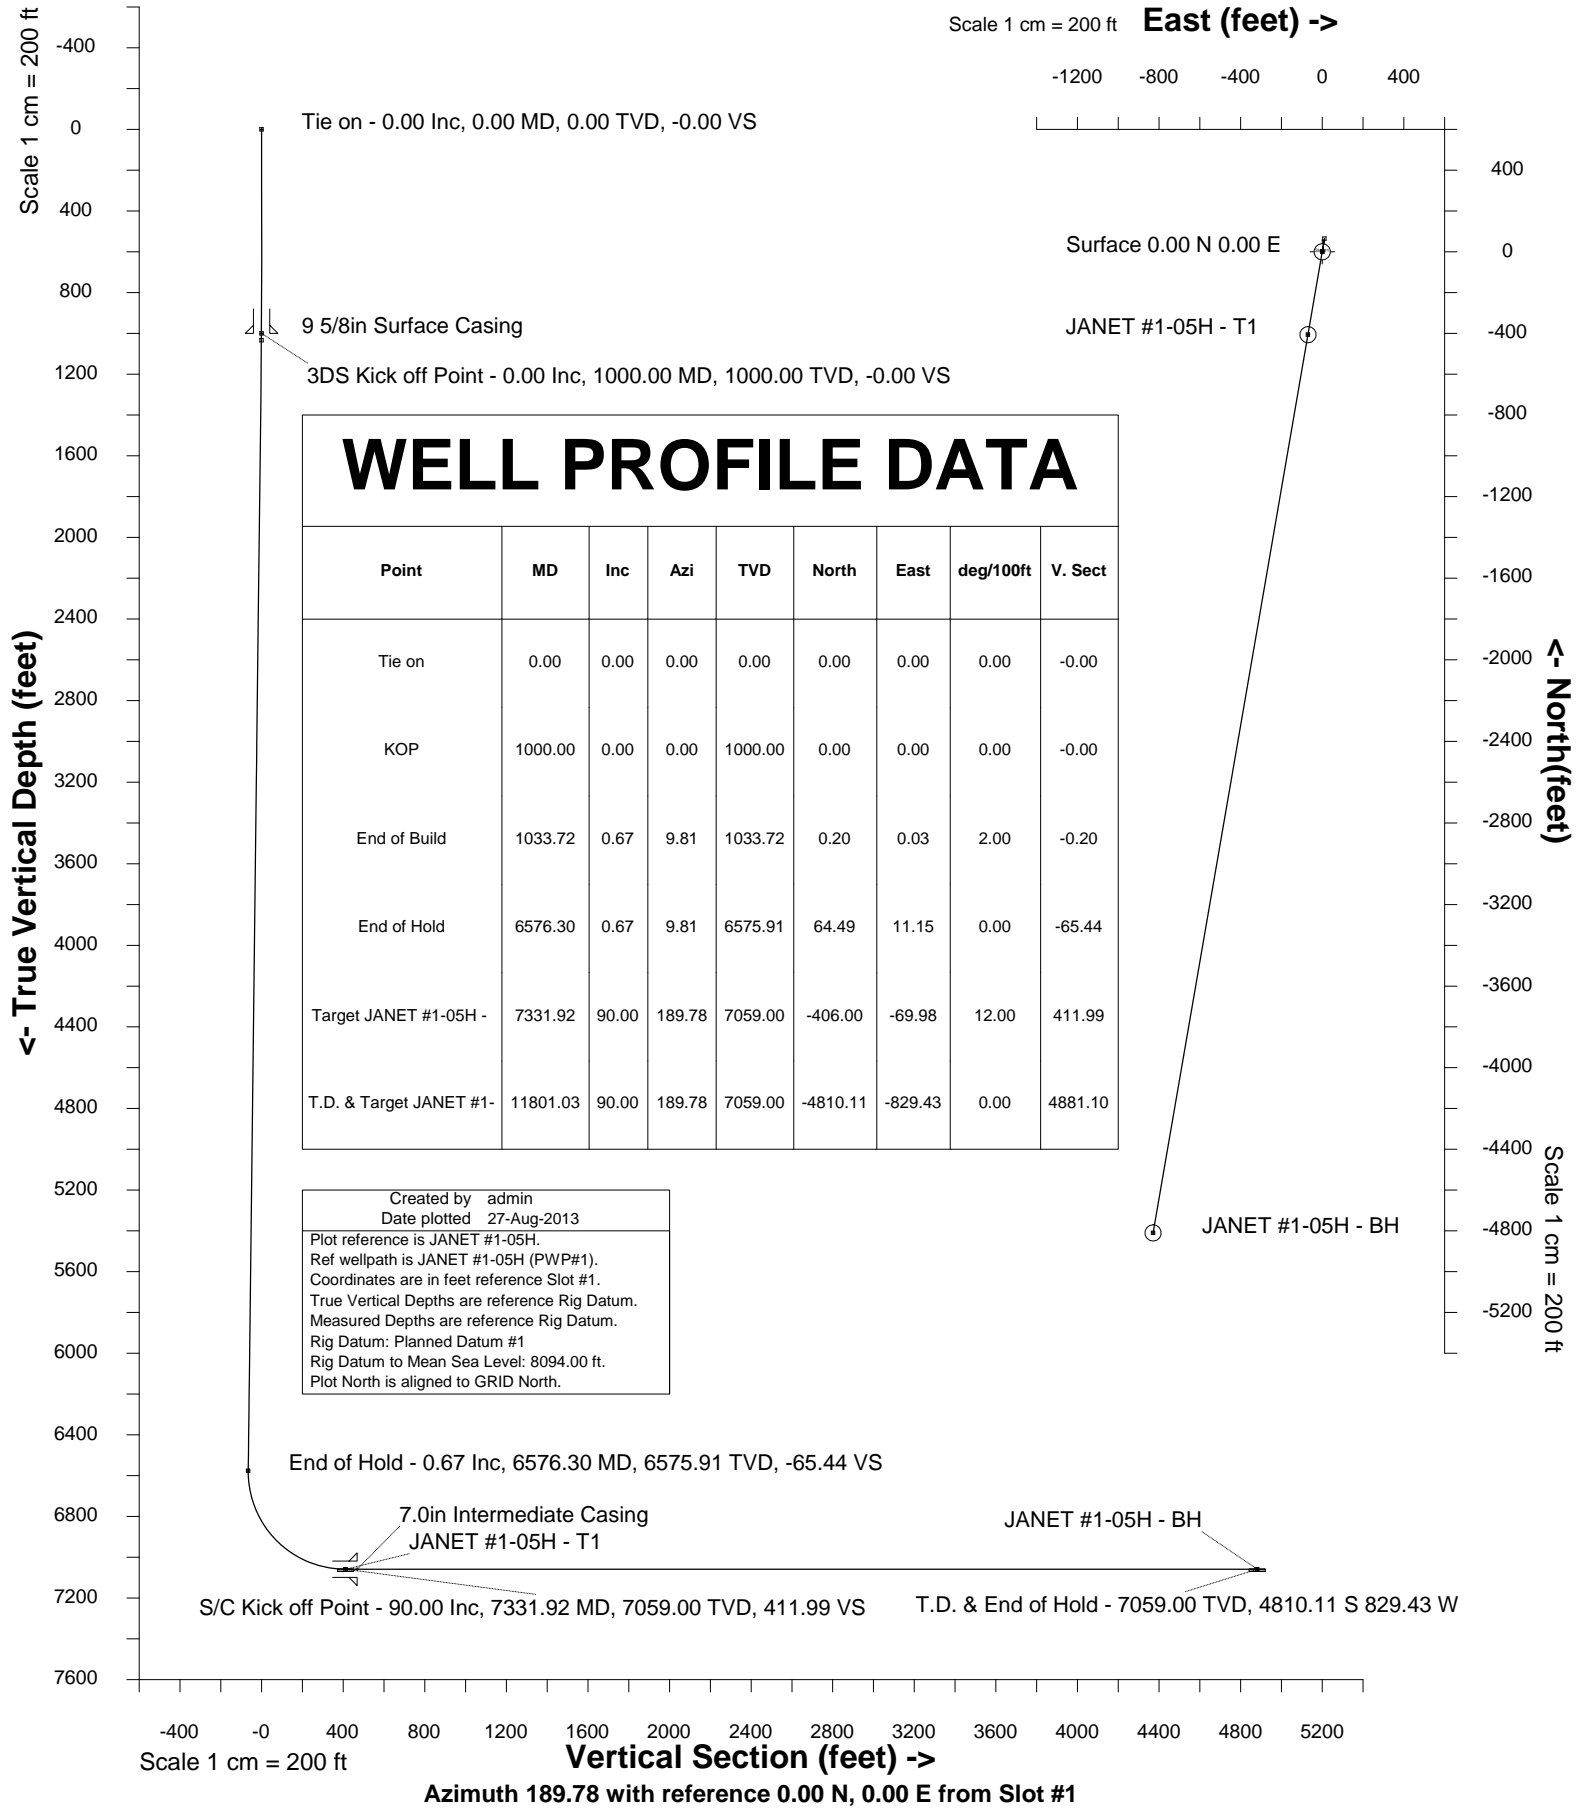 Scale 1 cm = 200 ft East (feet) ->
-1200 -800 -400 0 400
Scale 1 cm = 200 ft
<- True Vertical Depth (feet)
-400
0
400
800
1200
1600
2000
2400
2800
3200
3600
4000
4400
4800
5200
5600
6000
6400
6800
7200
7600
Tie on - 0.00 Inc, 0.00 MD, 0.00 TVD, -0.00 VS
9 5/8in Surface Casing
3DS Kick off Point - 0.00 Inc, 1000.00 MD, 1000.00 TVD, -0.00 VS
WELL PROFILE DATA
Point MD Inc Azi TVD North East deg/100ft V. Sect
Tie on 0.00 0.00 0.00 0.00 0.00 0.00 0.00 -0.00
KOP 1000.00 0.00 0.00 1000.00 0.00 0.00 0.00 -0.00
End of Build 1033.72 0.67 9.81 1033.72 0.20 0.03 2.00 -0.20
End of Hold 6576.30 0.67 9.81 6575.91 64.49 11.15 0.00 -65.44
Target JANET #1-05H - 7331.92 90.00 189.78 7059.00 -406.00 -69.98 12.00 411.99
T.D. & Target JANET #1- 11801.03 90.00 189.78 7059.00 -4810.11 -829.43 0.00 4881.10
Created by admin
Date plotted 27-Aug-2013
Plot reference is JANET #1-05H.
Ref wellpath is JANET #1-05H (PWP#1).
Coordinates are in feet reference Slot #1.
True Vertical Depths are reference Rig Datum.
Measured Depths are reference Rig Datum.
Rig Datum: Planned Datum #1
Rig Datum to Mean Sea Level: 8094.00 ft.
Plot North is aligned to GRID North.
End of Hold - 0.67 Inc, 6576.30 MD, 6575.91 TVD, -65.44 VS
7.0in Intermediate Casing
JANET #1-05H - T1
JANET #1-05H - BH
S/C Kick off Point - 90.00 Inc, 7331.92 MD, 7059.00 TVD, 411.99 VS
T.D. & End of Hold - 7059.00 TVD, 4810.11 S 829.43 W
Surface 0.00 N 0.00 E
JANET #1-05H - T1
JANET #1-05H - BH
400
0
-400
-800
-1200
-1600
-2000
-2400
-2800
-3200
-3600
-4000
-4400
-4800
-5200
<- North(feet)
Scale 1 cm = 200 ft
-400 -0 400 800 1200 1600 2000 2400 2800 3200 3600 4000 4400 4800 5200
Scale 1 cm = 200 ft Vertical Section (feet) ->
Azimuth 189.78 with reference 0.00 N, 0.00 E from Slot #1